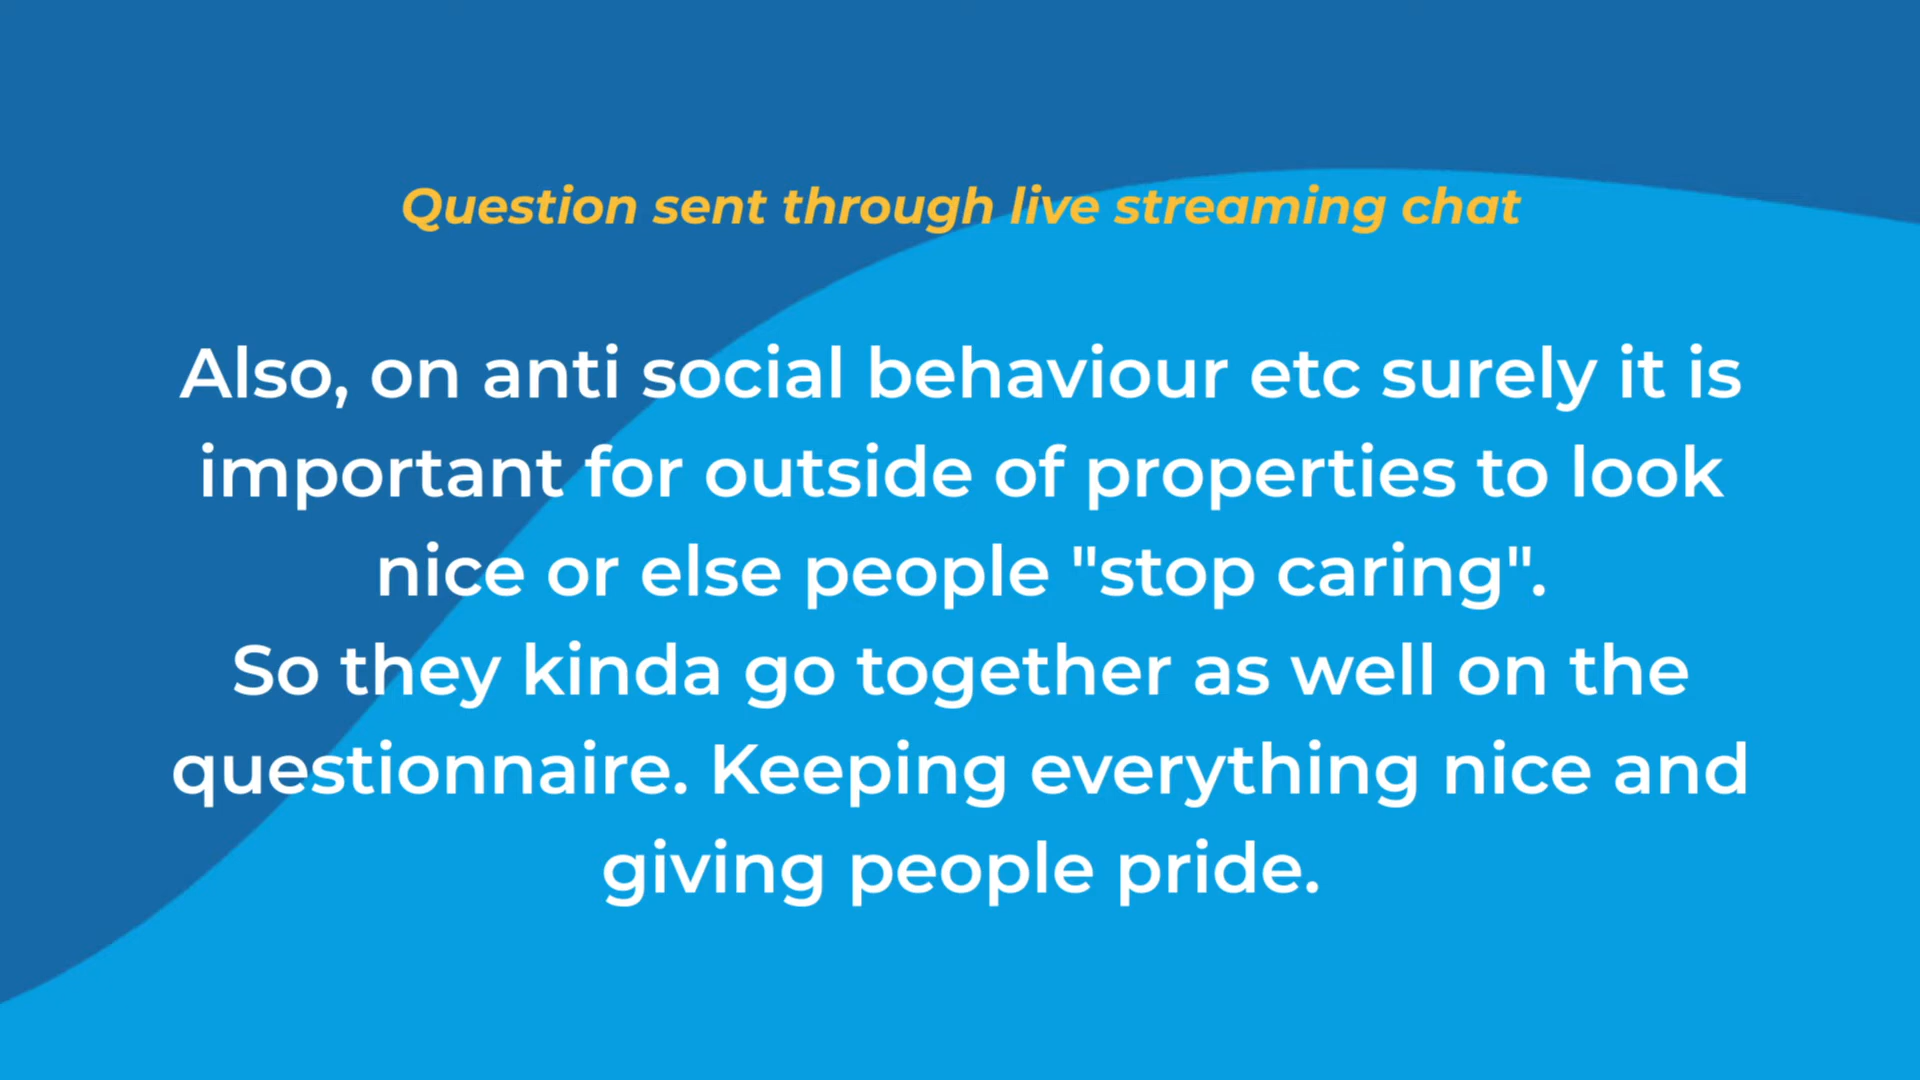 Question sent through live streaming chat
Also, on anti social behaviour etc surely it is
important for outside of properties to look
nice or else people "stop caring".
So they kinda go together as well on the
questionnaire. Keeping everything nice and
giving people pride.